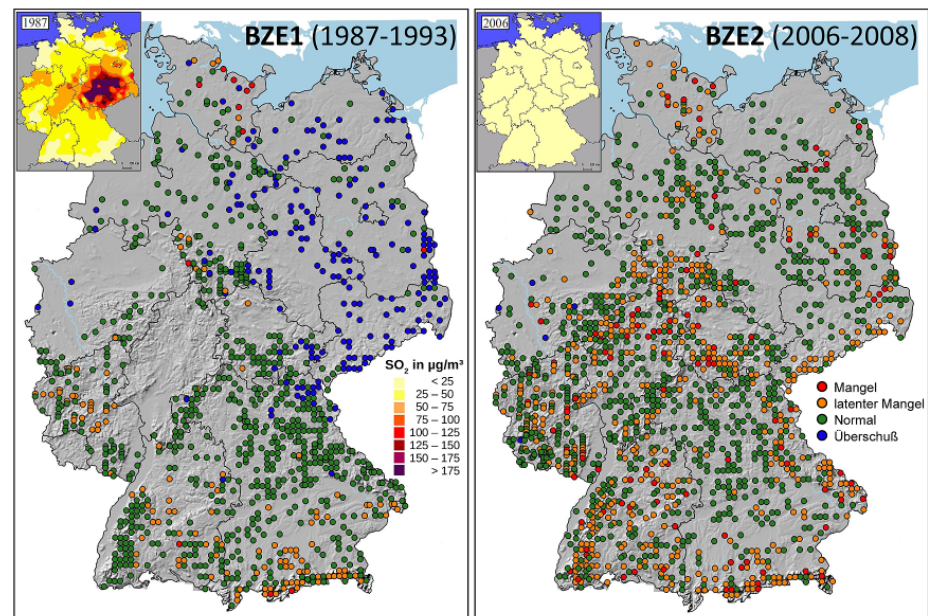 1987
BZE1 (1987-1993)
SO₂ in µg/m³
< 25
25 – 50
50 – 75
75 – 100
100 – 125
125 – 150
150 – 175
> 175
2006
BZE2 (2006-2008)
Mangel
latenter Mangel
Normal
Überschuß